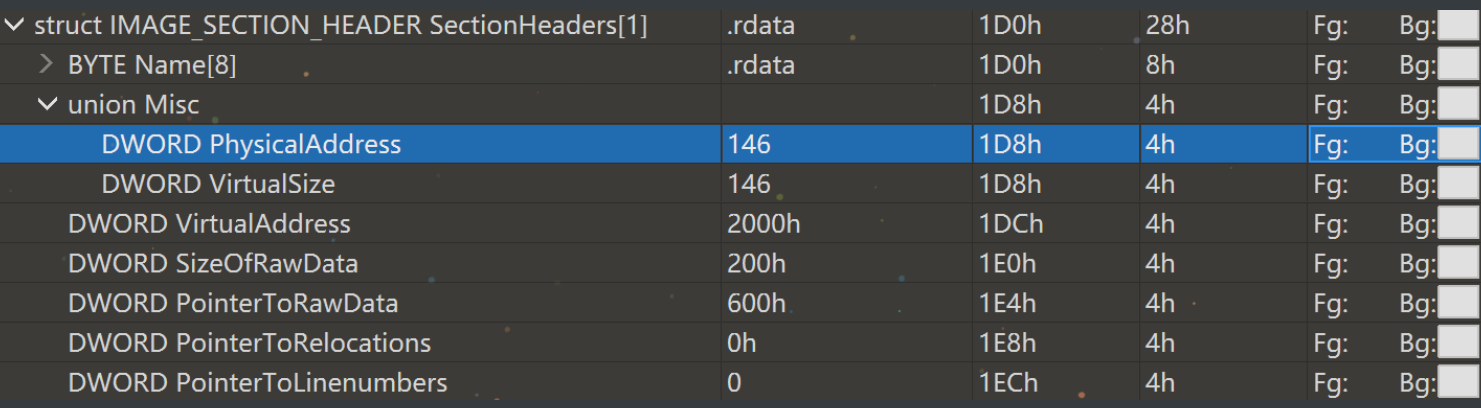 struct IMAGE_SECTION_HEADER SectionHeaders[1] .rdata 1D0h 28h Fg: Bg:
BYTE Name[8] .rdata 1D0h 8h Fg: Bg:
union Misc 1D8h 4h Fg: Bg:
DWORD PhysicalAddress 146 1D8h 4h Fg: Bg:
DWORD VirtualSize 146 1D8h 4h Fg: Bg:
DWORD VirtualAddress 2000h 1DCh 4h Fg: Bg:
DWORD SizeOfRawData 200h 1E0h 4h Fg: Bg:
DWORD PointerToRawData 600h 1E4h 4h Fg: Bg:
DWORD PointerToRelocations 0h 1E8h 4h Fg: Bg:
DWORD PointerToLinenumbers 0 1ECh 4h Fg: Bg: